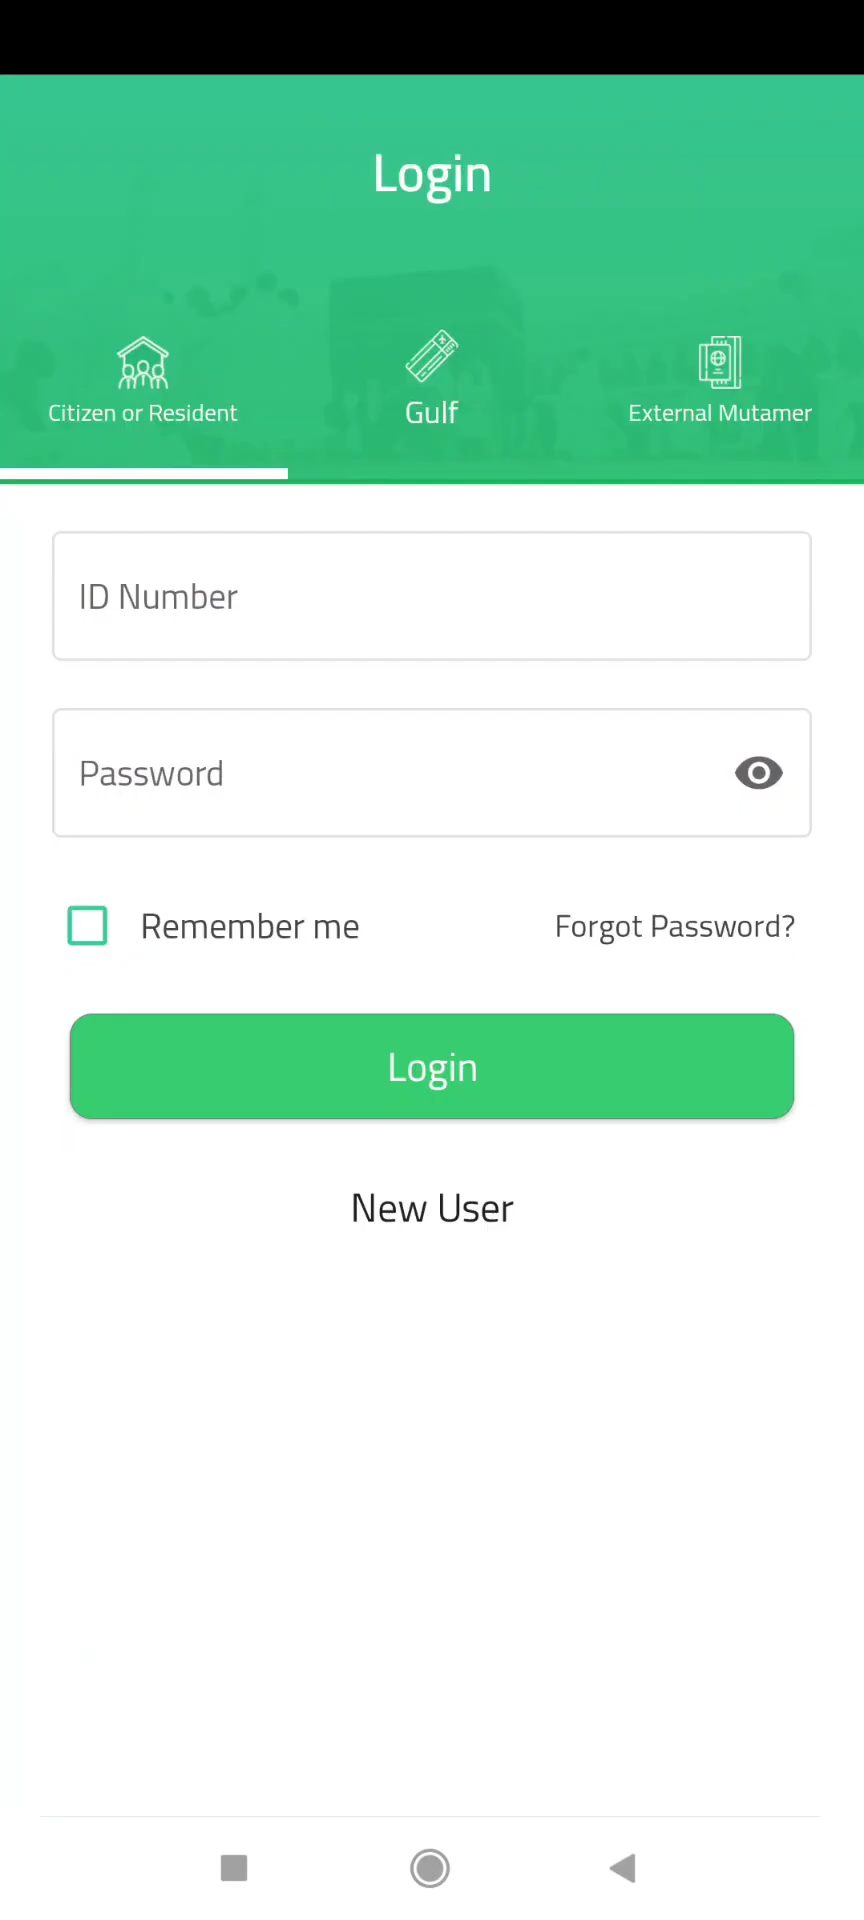 Login
Citizen or Resident
Gulf
External Mutamer
ID Number
Password
Remember me
Forgot Password?
Login
New User